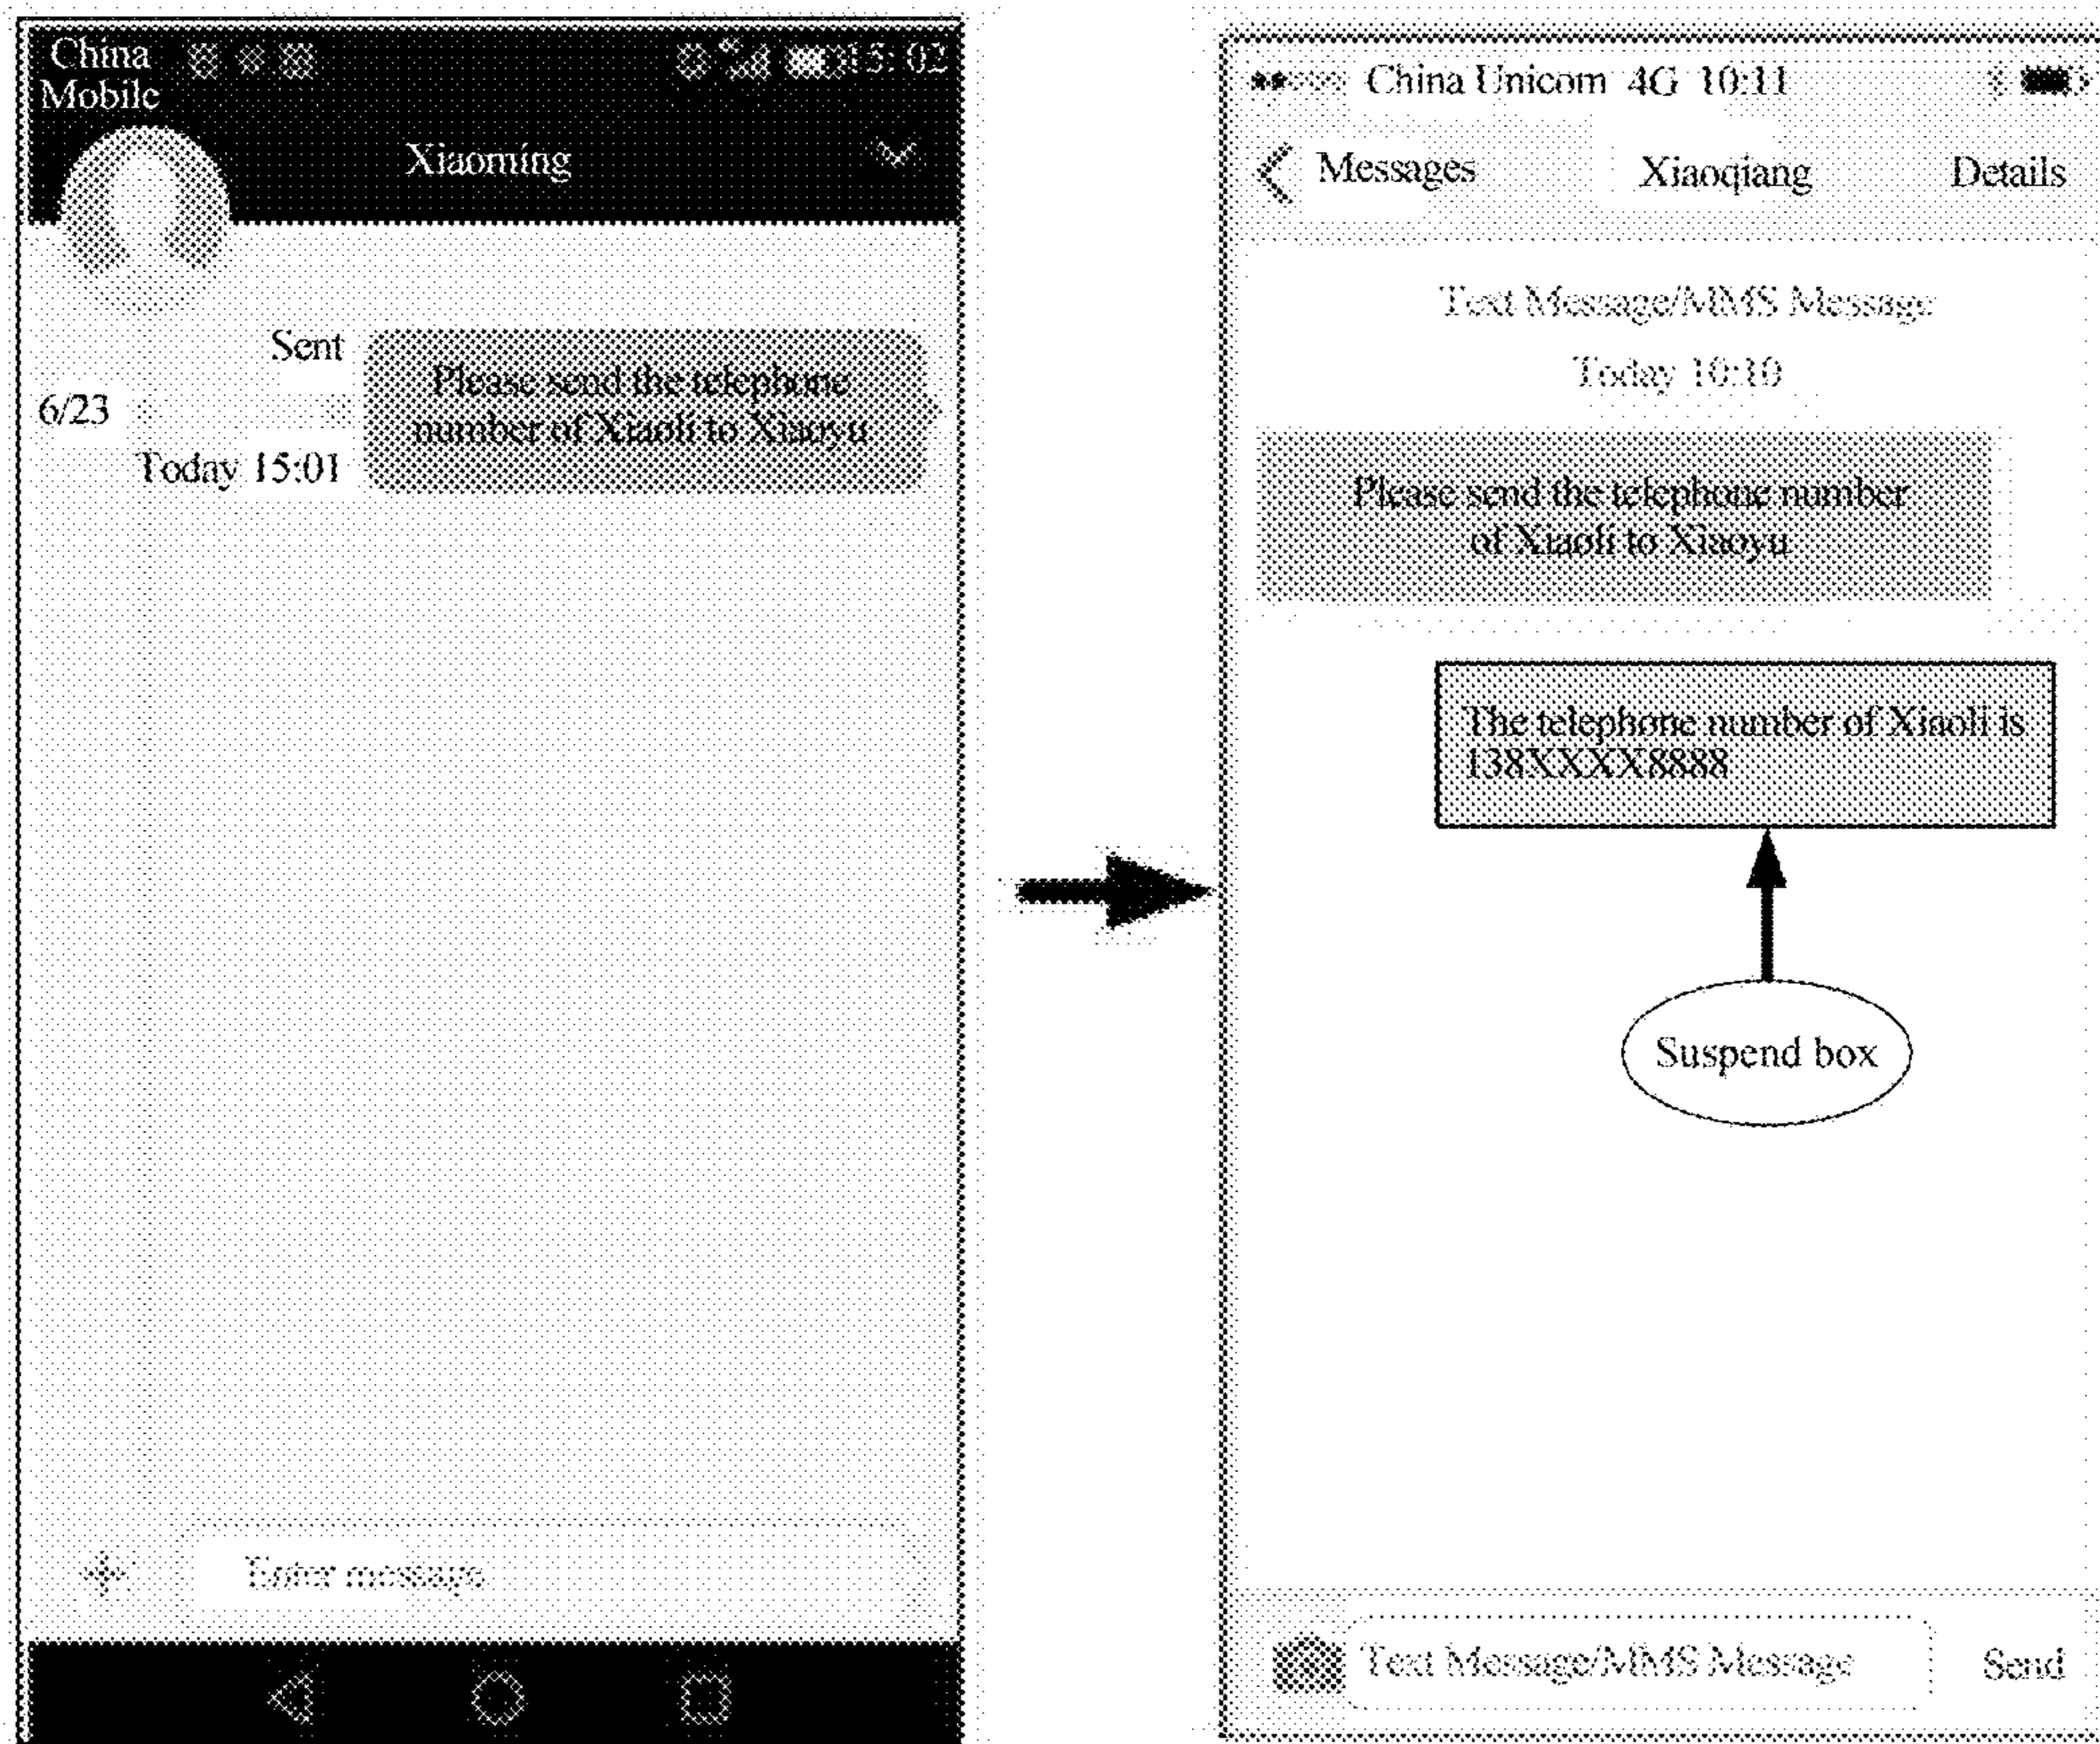 China
Mobile
15:02
Xiaoming
Sent
Please send the telephone
number of Xiaoli to Xiaoyu
6/23
Today 15:01
Enter message
China Unicom 4G 10:11
Messages
Xiaoqiang
Details
Text Message/MMS Message
Today 10:10
Please send the telephone number
of Xiaoli to Xiaoyu
The telephone number of Xiaoli is
138XXXX8888
Suspend box
Text Message/MMS Message
Send